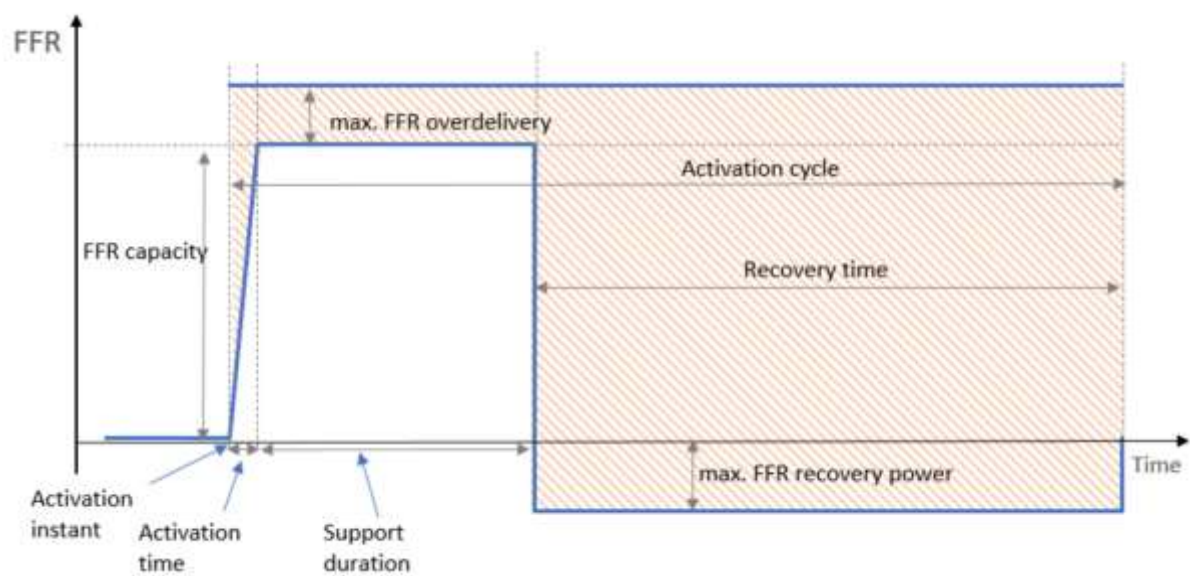 FFR
max. FFR overdelivery
Activation cycle
FFR capacity
Recovery time
Time
max. FFR recovery power
Activation
instant
Activation
time
Support
duration